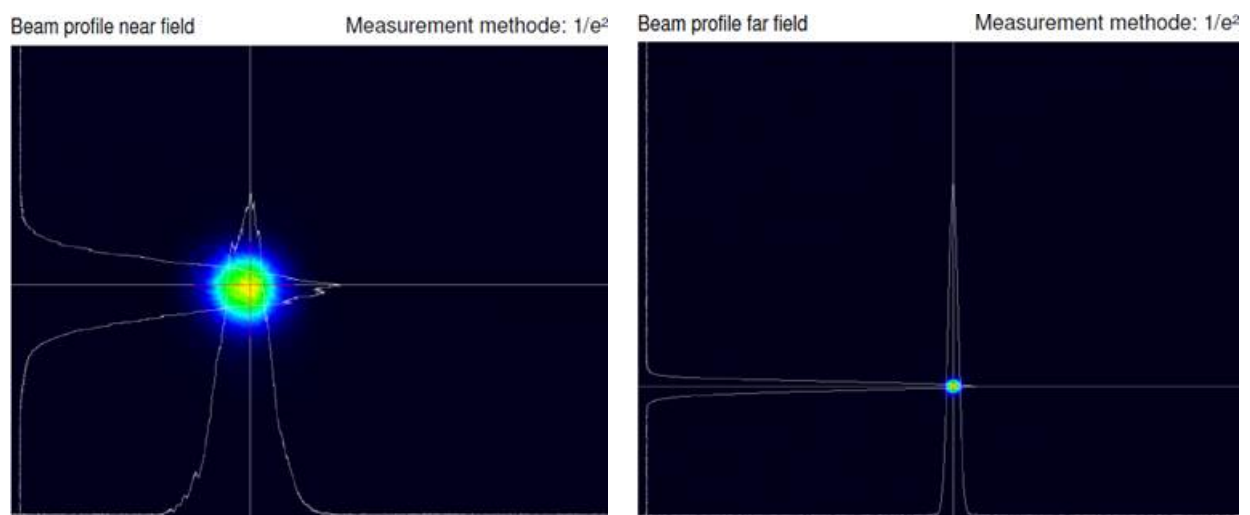 Beam profile near field
Measurement methode: 1/e²
Beam profile far field
Measurement methode: 1/e²